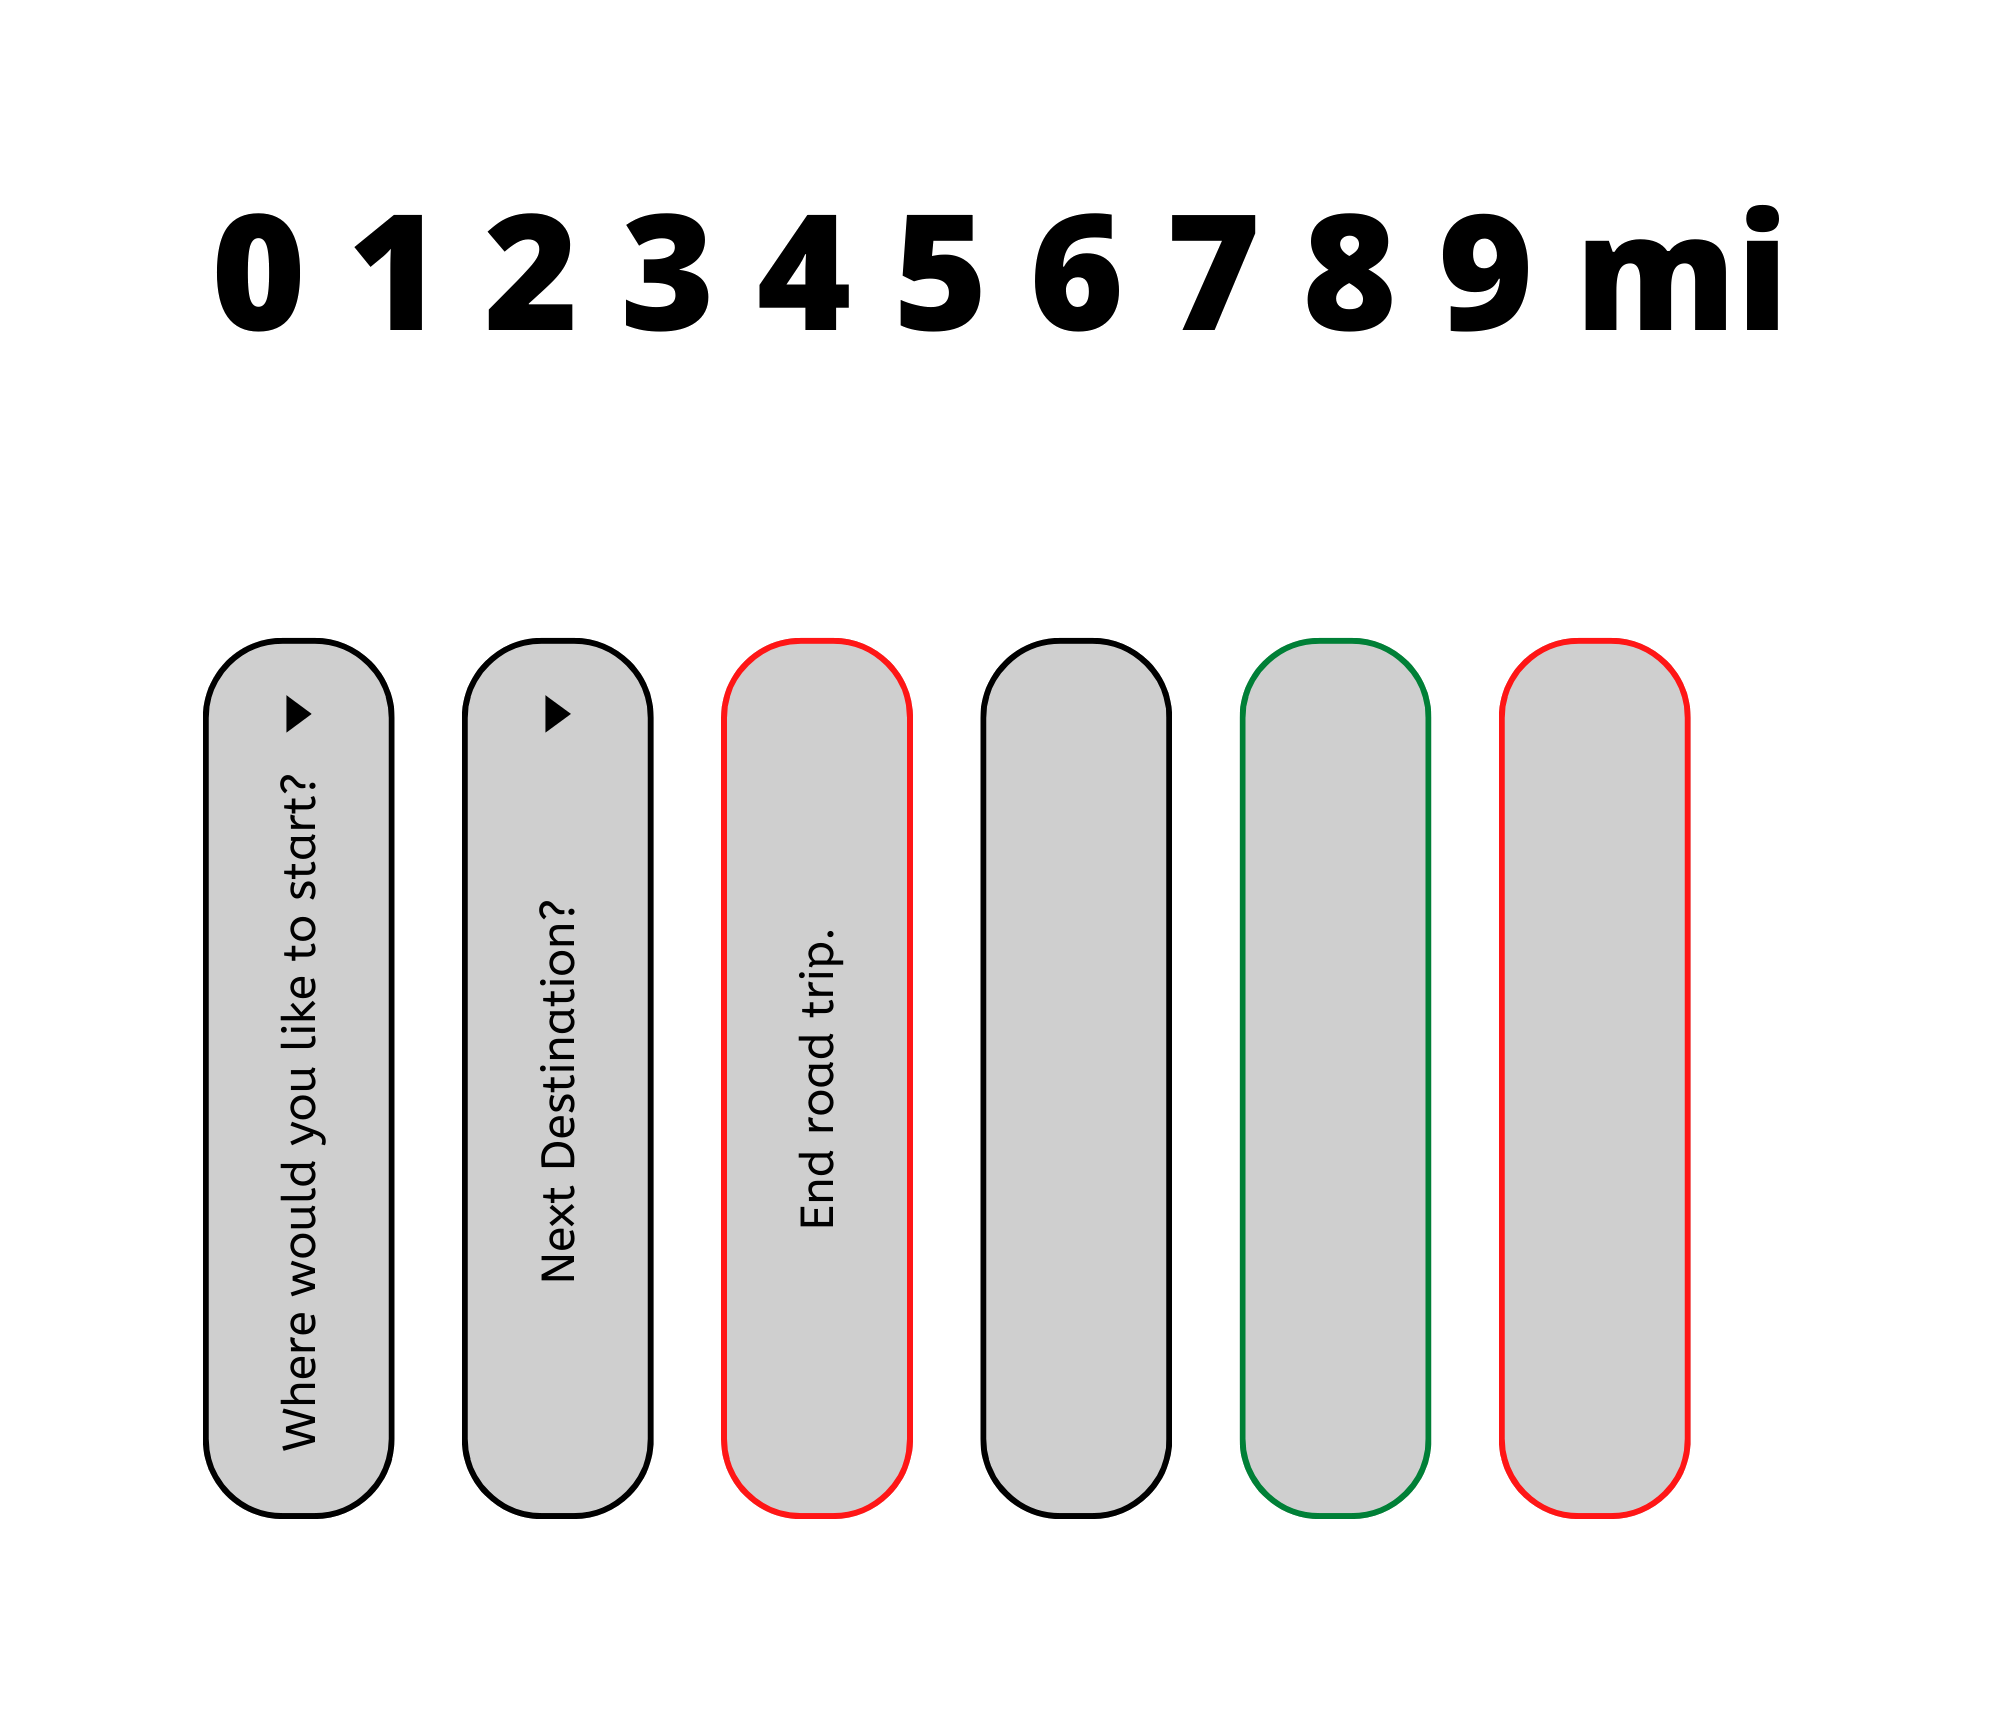 0 1 2 3 4 5 6 7 8 9 mi
Where would you like to start?
Next Destination?
End road trip.